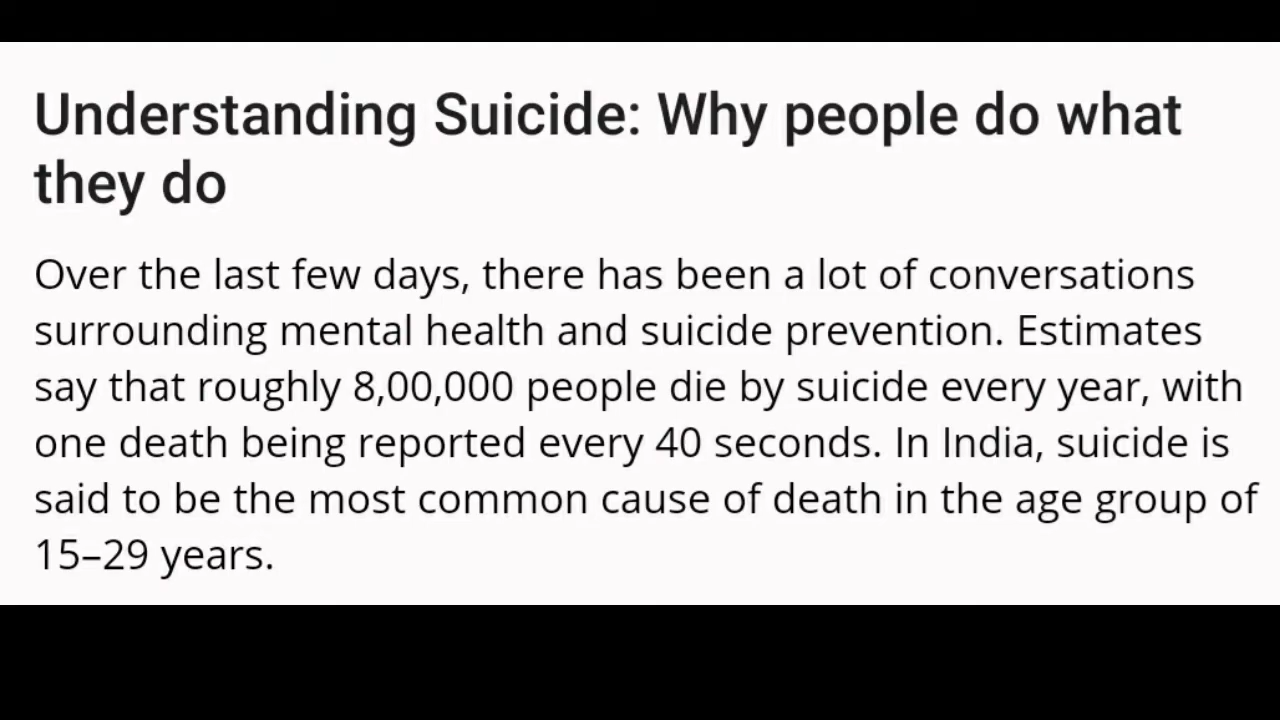 Understanding Suicide: Why people do what
they do
Over the last few days, there has been a lot of conversations
surrounding mental health and suicide prevention. Estimates
say that roughly 8,00,000 people die by suicide every year, with
one death being reported every 40 seconds. In India, suicide is
said to be the most common cause of death in the age group of
15–29 years.